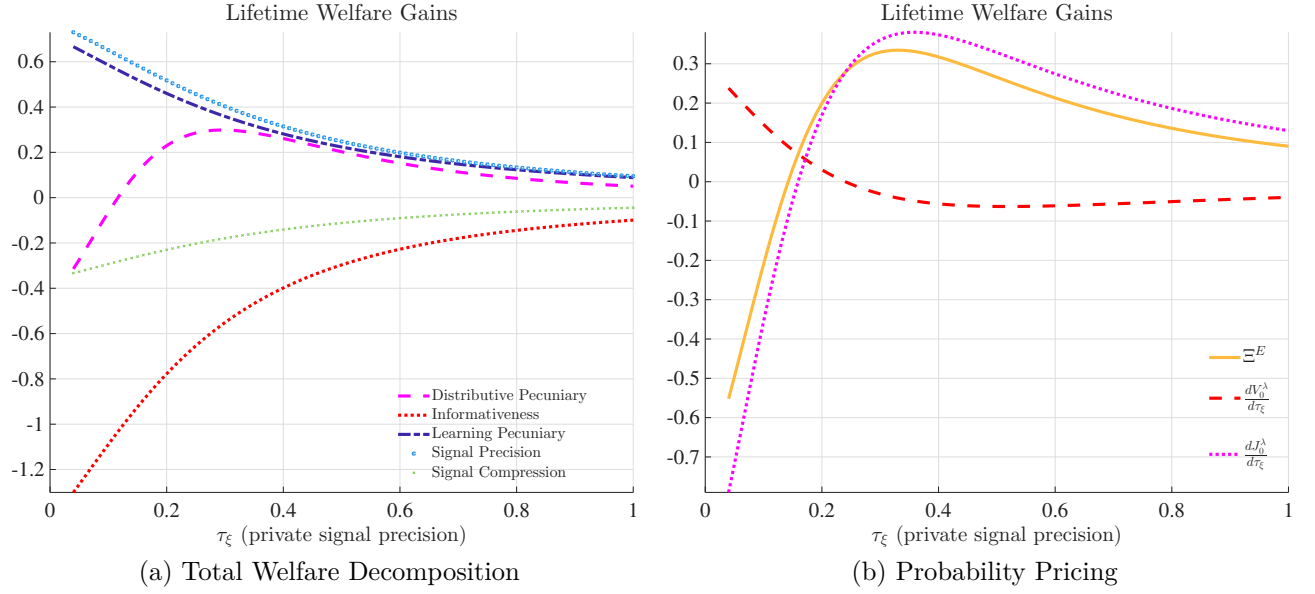 Lifetime Welfare Gains
0.6
0.4
0.2
0
-0.2
-0.4
-0.6
-0.8
-1
-1.2
Distributive Pecuniary
Informativeness
Learning Pecuniary
Signal Precision
Signal Compression
0 0.2 0.4 0.6 0.8 1
τ_ξ (private signal precision)
(a) Total Welfare Decomposition
Lifetime Welfare Gains
0.3
0.2
0.1
0
-0.1
-0.2
-0.3
-0.4
-0.5
-0.6
-0.7
Ξ^E
dV_0^λ/dτ_ξ
dJ_0^λ/dτ_ξ
0 0.2 0.4 0.6 0.8 1
τ_ξ (private signal precision)
(b) Probability Pricing